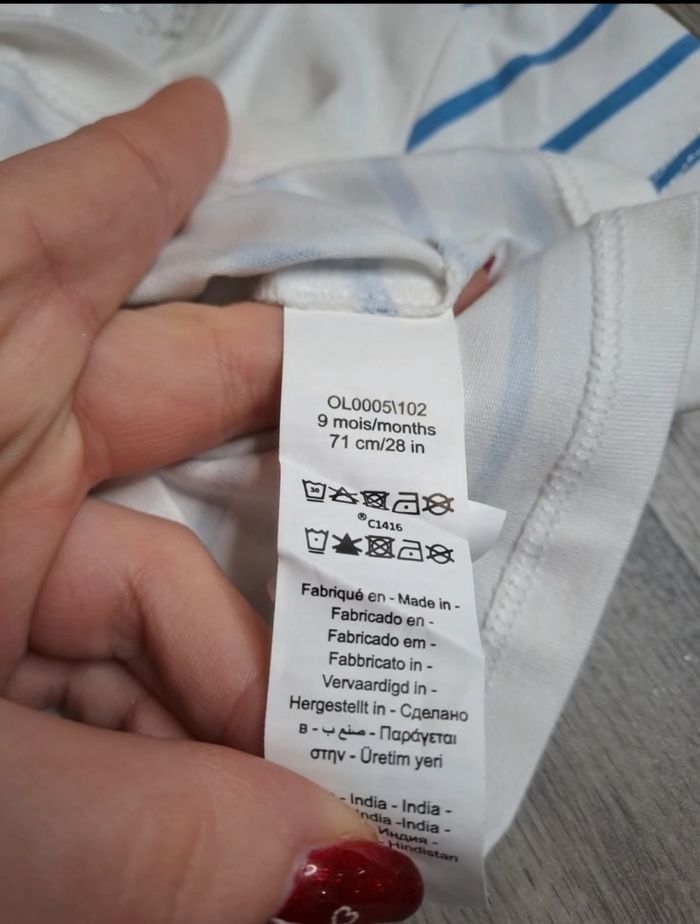 OL0005\102
9 mois/months
71 cm/28 in
30
® C1416
Fabriqué en - Made in -
Fabricado en -
Fabricado em -
Fabbricato in -
Vervaardigd in -
Hergestellt in - Сделано
в - صنع ب - Παράγεται
στην - Üretim yeri
- India - India -
India -India -
Индия -
- Hindistan